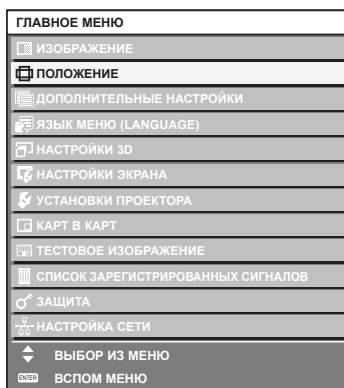 ГЛАВНОЕ МЕНЮ
ИЗОБРАЖЕНИЕ
ПОЛОЖЕНИЕ
ДОПОЛНИТЕЛЬНЫЕ НАСТРОЙКИ
ЯЗЫК МЕНЮ (LANGUAGE)
НАСТРОЙКИ 3D
НАСТРОЙКИ ЭКРАНА
УСТАНОВКИ ПРОЕКТОРА
КАРТ В КАРТ
ТЕСТОВОЕ ИЗОБРАЖЕНИЕ
СПИСОК ЗАРЕГИСТРИРОВАННЫХ СИГНАЛОВ
ЗАЩИТА
НАСТРОЙКА СЕТИ
ВЫБОР ИЗ МЕНЮ
ENTER ВСПОМ МЕНЮ